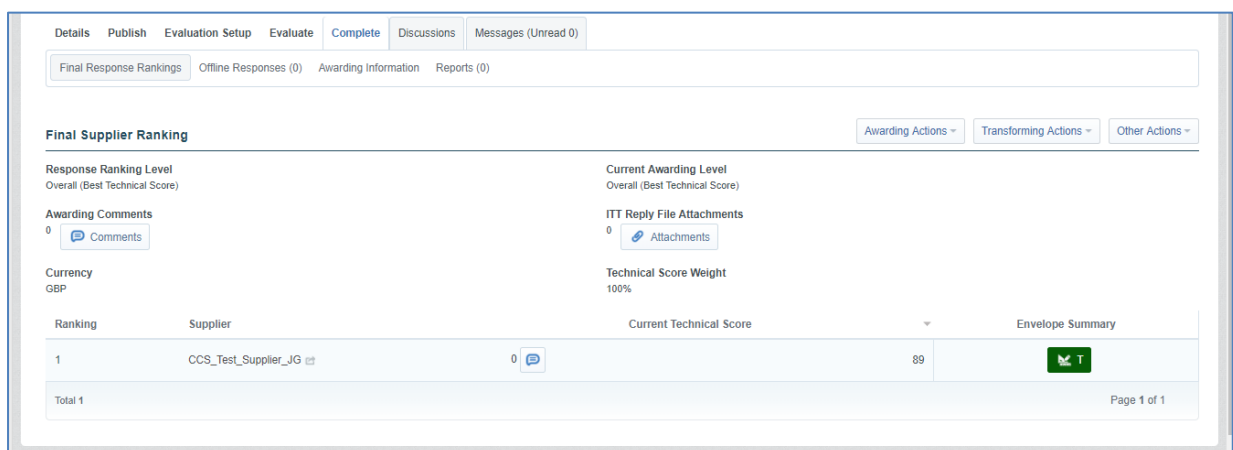 Details Publish Evaluation Setup Evaluate Complete Discussions Messages (Unread 0)
Final Response Rankings Offline Responses (0) Awarding Information Reports (0)
Final Supplier Ranking Awarding Actions Transforming Actions Other Actions
Response Ranking Level Current Awarding Level
Overall (Best Technical Score) Overall (Best Technical Score)
Awarding Comments ITT Reply File Attachments
0 Comments 0 Attachments
Currency Technical Score Weight
GBP 100%
Ranking Supplier Current Technical Score Envelope Summary
1 CCS_Test_Supplier_JG 0 89 T
Total 1 Page 1 of 1